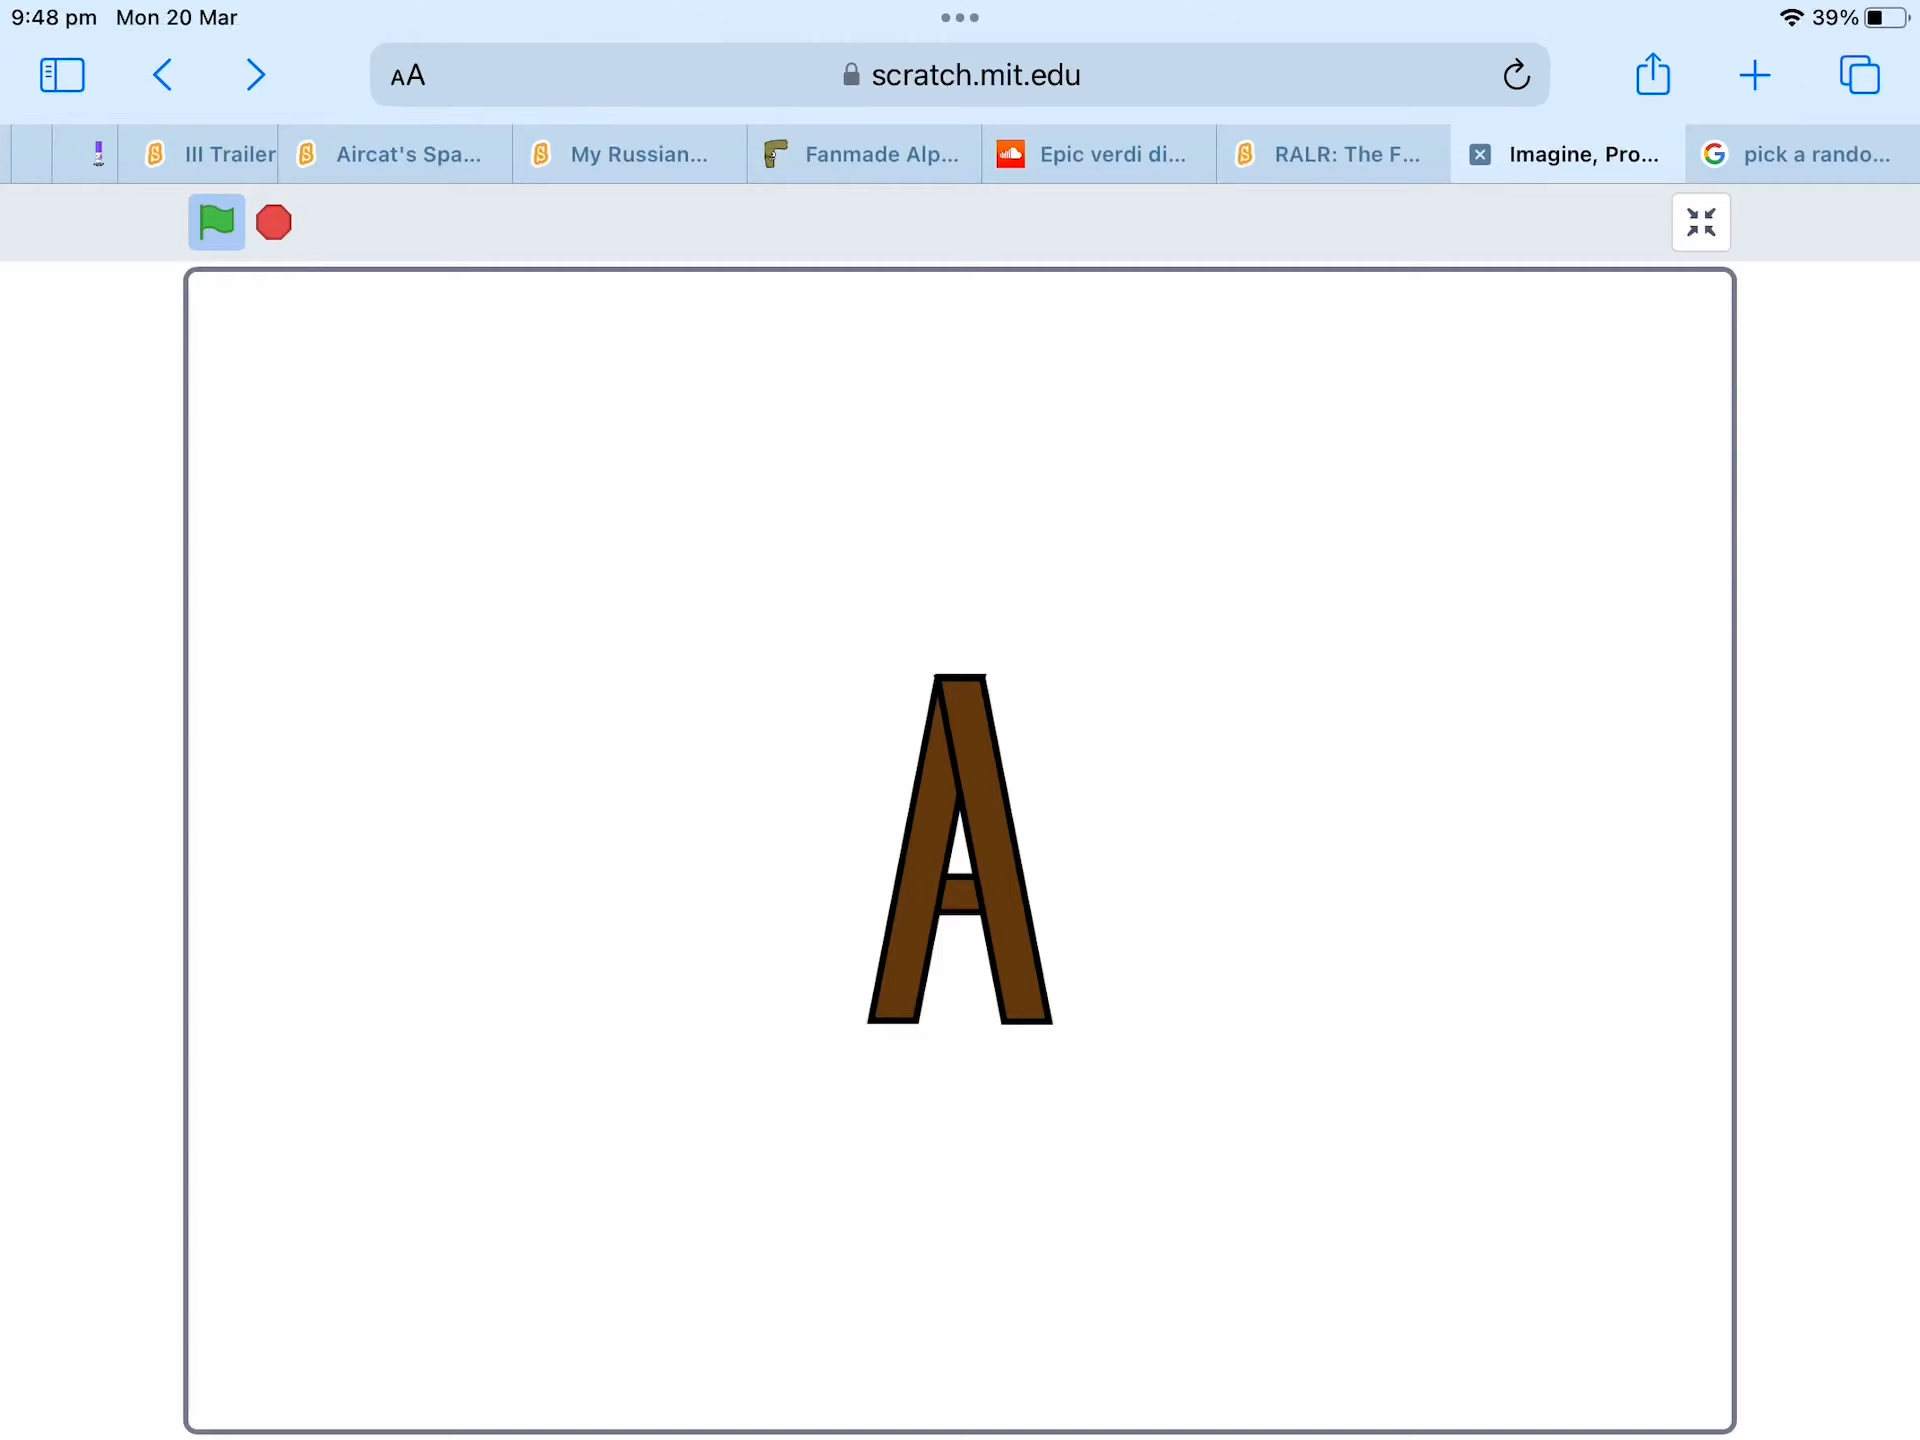 9:48 pm Mon 20 Mar
39%
AA
scratch.mit.edu
III Trailer
Aircat's Spa...
My Russian...
Fanmade Alp...
Epic verdi di...
RALR: The F...
Imagine, Pro...
pick a rando...
A